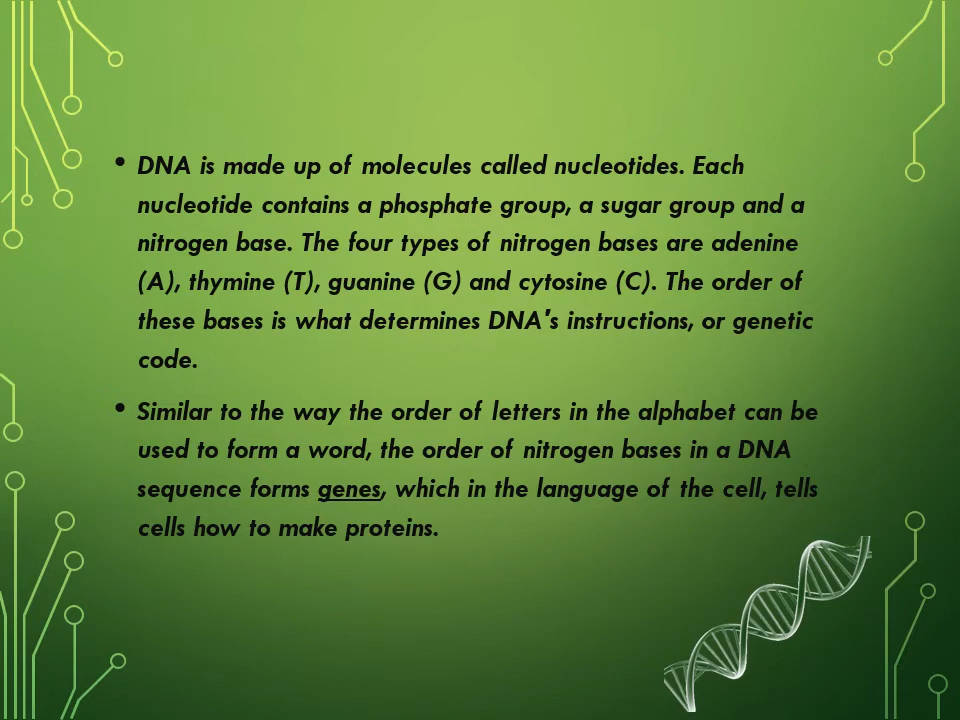 • DNA is made up of molecules called nucleotides. Each
nucleotide contains a phosphate group, a sugar group and a
nitrogen base. The four types of nitrogen bases are adenine
(A), thymine (T), guanine (G) and cytosine (C). The order of
these bases is what determines DNA's instructions, or genetic
code.
• Similar to the way the order of letters in the alphabet can be
used to form a word, the order of nitrogen bases in a DNA
sequence forms genes, which in the language of the cell, tells
cells how to make proteins.